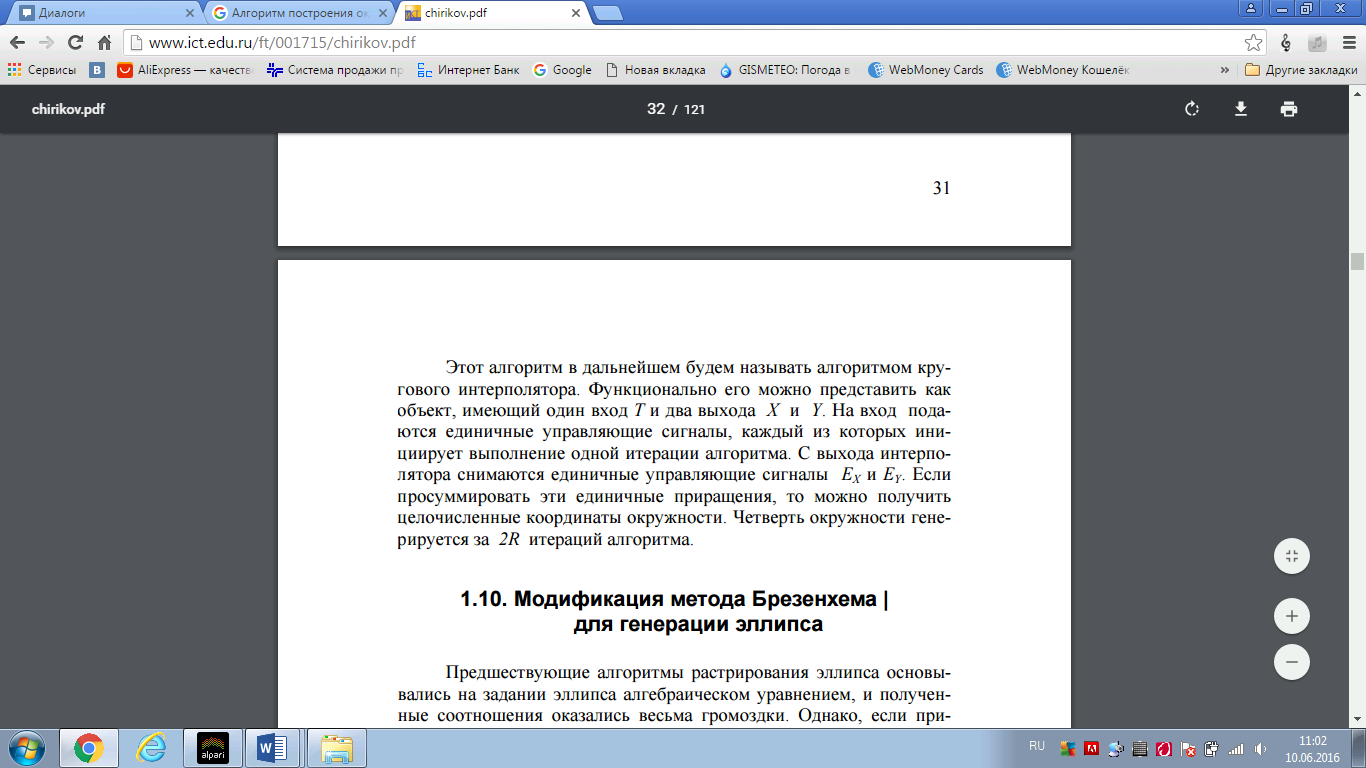 Диалоги
Алгоритм построения ок
chirikov.pdf
www.ict.edu.ru/ft/001715/chirikov.pdf
Сервисы
AliExpress — качестве
Система продажи пр
Интернет Банк
Google
Новая вкладка
GISMETEO: Погода в
WebMoney Cards
WebMoney Кошелёк
»
Другие закладки
chirikov.pdf
32 / 121
31
Этот алгоритм в дальнейшем будем называть алгоритмом кру-
гового интерполятора. Функционально его можно представить как
объект, имеющий один вход T и два выхода X и Y. На вход пода-
ются единичные управляющие сигналы, каждый из которых ини-
циирует выполнение одной итерации алгоритма. С выхода интерпо-
лятора снимаются единичные управляющие сигналы EX и EY. Если
просуммировать эти единичные приращения, то можно получить
целочисленные координаты окружности. Четверть окружности гене-
рируется за 2R итераций алгоритма.
1.10. Модификация метода Брезенхема |
для генерации эллипса
Предшествующие алгоритмы растрирования эллипса основы-
вались на задании эллипса алгебраическом уравнением, и получен-
ные соотношения оказались весьма громоздки. Однако, если при-
alpari
RU
11:02
10.06.2016